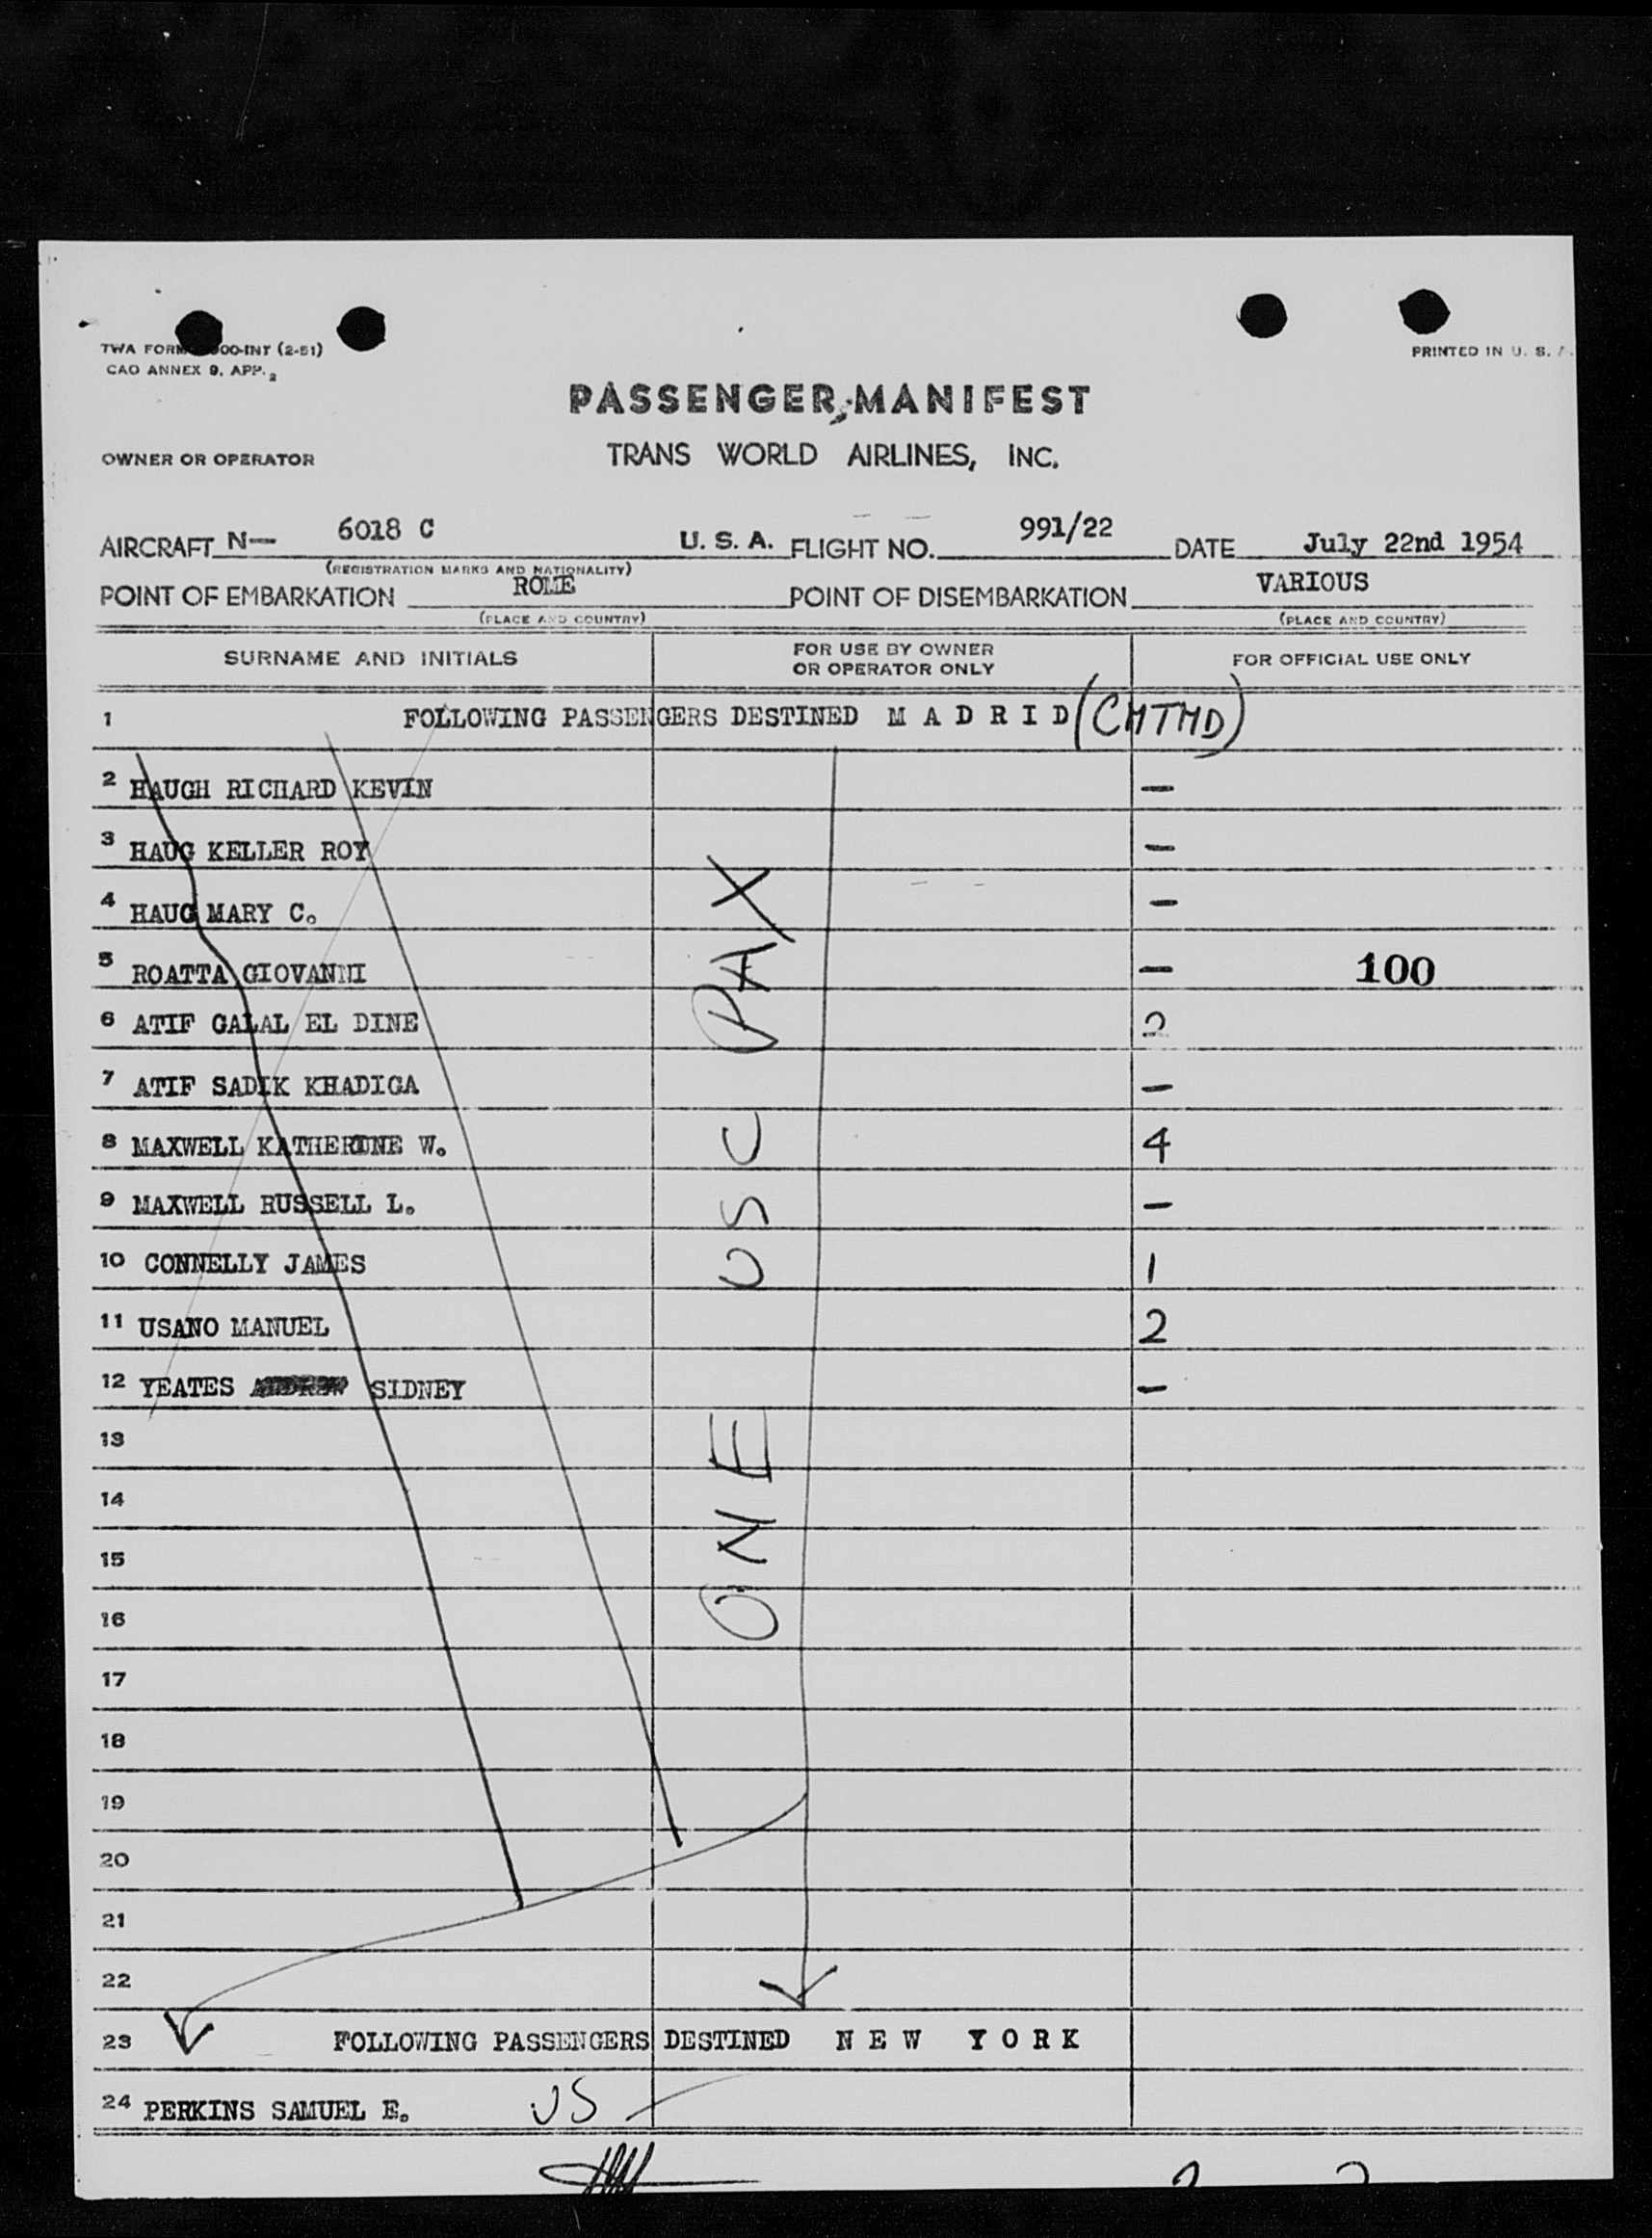 TWA FORM 00-INT (2-51)
CAO ANNEX 9, APP. 2
PRINTED IN U. S. A.
PASSENGER MANIFEST
OWNER OR OPERATOR TRANS WORLD AIRLINES, INC.
AIRCRAFT N— 6018 C U. S. A. FLIGHT NO. 991/22 DATE July 22nd 1954
(REGISTRATION MARKS AND NATIONALITY)
POINT OF EMBARKATION ROME POINT OF DISEMBARKATION VARIOUS
(PLACE AND COUNTRY) (PLACE AND COUNTRY)
SURNAME AND INITIALS FOR USE BY OWNER OR OPERATOR ONLY FOR OFFICIAL USE ONLY
1 FOLLOWING PASSENGERS DESTINED M A D R I D (CMTMD)
2 HAUGH RICHARD KEVIN —
3 HAUG KELLER ROY —
4 HAUG MARY C. —
5 ROATTA GIOVANNI — 100
6 ATIF GALAL EL DINE 2
7 ATIF SADIK KHADIGA —
8 MAXWELL KATHERINE W. 4
9 MAXWELL RUSSELL L. —
10 CONNELLY JAMES 1
11 USANO MANUEL 2
12 YEATES SIDNEY —
13
14
15
16
17
18
19
20
21
22
ONE USC PAX
23 FOLLOWING PASSENGERS DESTINED N E W Y O R K
24 PERKINS SAMUEL E. US